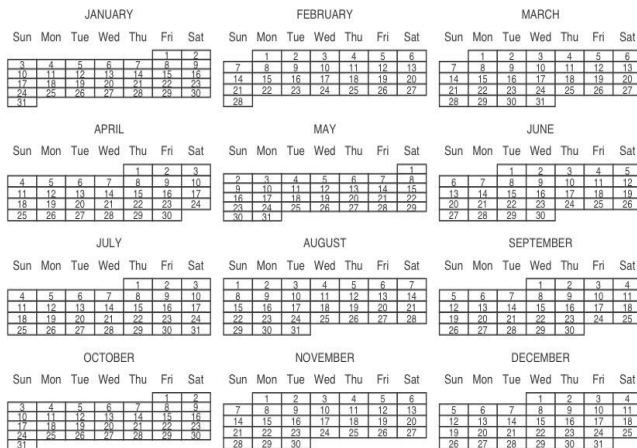 JANUARY
Sun Mon Tue Wed Thu Fri Sat
1 2
3 4 5 6 7 8 9
10 11 12 13 14 15 16
17 18 19 20 21 22 23
24 25 26 27 28 29 30
31
FEBRUARY
Sun Mon Tue Wed Thu Fri Sat
1 2 3 4 5 6
7 8 9 10 11 12 13
14 15 16 17 18 19 20
21 22 23 24 25 26 27
28
MARCH
Sun Mon Tue Wed Thu Fri Sat
1 2 3 4 5 6
7 8 9 10 11 12 13
14 15 16 17 18 19 20
21 22 23 24 25 26 27
28 29 30 31
APRIL
Sun Mon Tue Wed Thu Fri Sat
1 2 3
4 5 6 7 8 9 10
11 12 13 14 15 16 17
18 19 20 21 22 23 24
25 26 27 28 29 30
MAY
Sun Mon Tue Wed Thu Fri Sat
1
2 3 4 5 6 7 8
9 10 11 12 13 14 15
16 17 18 19 20 21 22
23 24 25 26 27 28 29
30 31
JUNE
Sun Mon Tue Wed Thu Fri Sat
1 2 3 4 5
6 7 8 9 10 11 12
13 14 15 16 17 18 19
20 21 22 23 24 25 26
27 28 29 30
JULY
Sun Mon Tue Wed Thu Fri Sat
1 2 3
4 5 6 7 8 9 10
11 12 13 14 15 16 17
18 19 20 21 22 23 24
25 26 27 28 29 30 31
AUGUST
Sun Mon Tue Wed Thu Fri Sat
1 2 3 4 5 6 7
8 9 10 11 12 13 14
15 16 17 18 19 20 21
22 23 24 25 26 27 28
29 30 31
SEPTEMBER
Sun Mon Tue Wed Thu Fri Sat
1 2 3 4
5 6 7 8 9 10 11
12 13 14 15 16 17 18
19 20 21 22 23 24 25
26 27 28 29 30
OCTOBER
Sun Mon Tue Wed Thu Fri Sat
1 2
3 4 5 6 7 8 9
10 11 12 13 14 15 16
17 18 19 20 21 22 23
24 25 26 27 28 29 30
31
NOVEMBER
Sun Mon Tue Wed Thu Fri Sat
1 2 3 4 5 6
7 8 9 10 11 12 13
14 15 16 17 18 19 20
21 22 23 24 25 26 27
28 29 30
DECEMBER
Sun Mon Tue Wed Thu Fri Sat
1 2 3 4
5 6 7 8 9 10 11
12 13 14 15 16 17 18
19 20 21 22 23 24 25
26 27 28 29 30 31